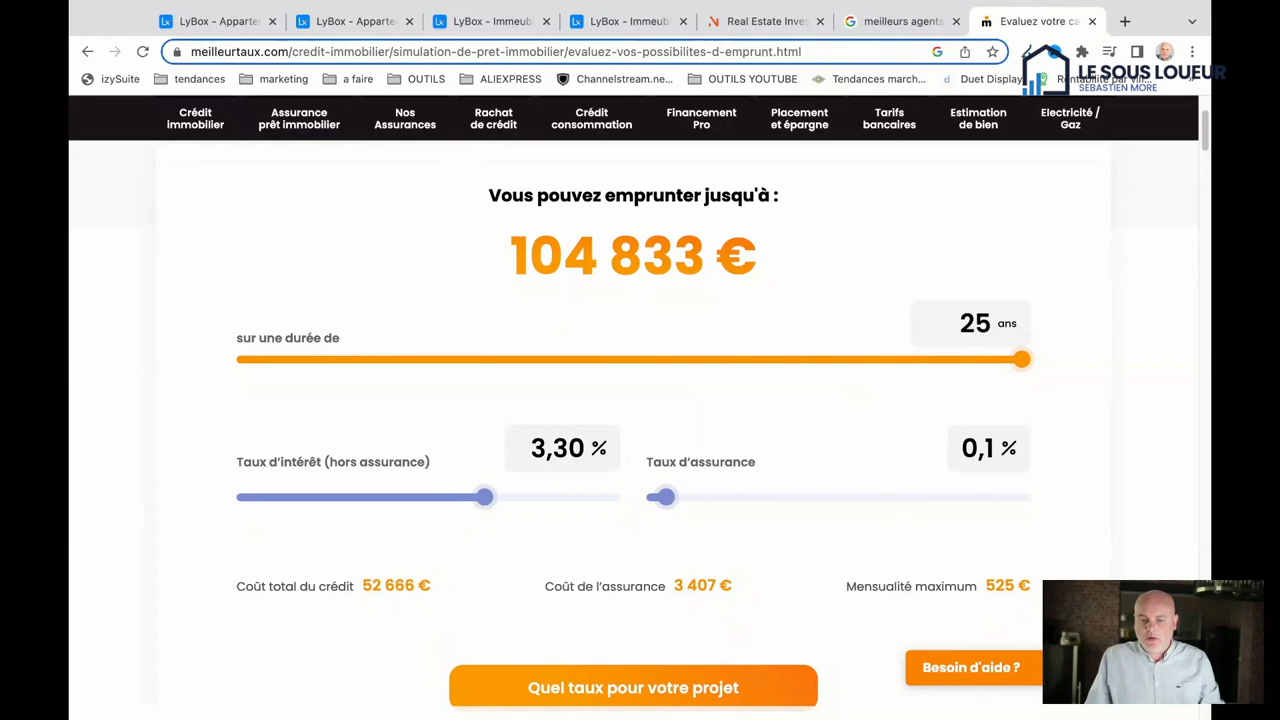 LyBox - Apparte
LyBox - Apparte
LyBox - Immeub
LyBox - Immeub
Real Estate Inves
meilleurs agents
Evaluez votre ca
meilleurtaux.com/credit-immobilier/simulation-de-pret-immobilier/evaluez-vos-possibilites-d-emprunt.html
izySuite
tendances
marketing
a faire
OUTILS
ALIEXPRESS
Channelstream.ne...
OUTILS YOUTUBE
Tendances march...
Duet Display
LE SOUS LOUEUR
SÉBASTIEN MORE
Crédit
immobilier
Assurance
prêt immobilier
Nos
Assurances
Rachat
de crédit
Crédit
consommation
Financement
Pro
Placement
et épargne
Tarifs
bancaires
Estimation
de bien
Electricité /
Gaz
Vous pouvez emprunter jusqu'à :
104 833 €
25 ans
sur une durée de
3,30 %
0,1 %
Taux d'intérêt (hors assurance)
Taux d'assurance
Coût total du crédit 52 666 €
Coût de l'assurance 3 407 €
Mensualité maximum 525 €
Besoin d'aide ?
Quel taux pour votre projet